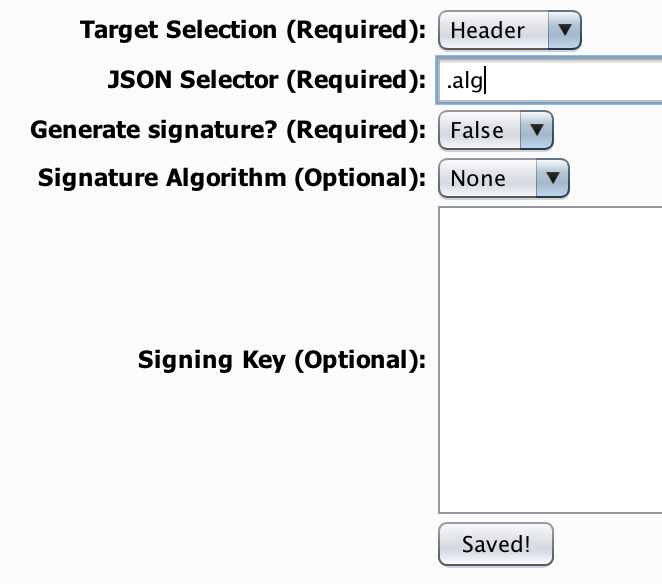 Target Selection (Required): Header
JSON Selector (Required): .alg
Generate signature? (Required): False
Signature Algorithm (Optional): None
Signing Key (Optional):
Saved!